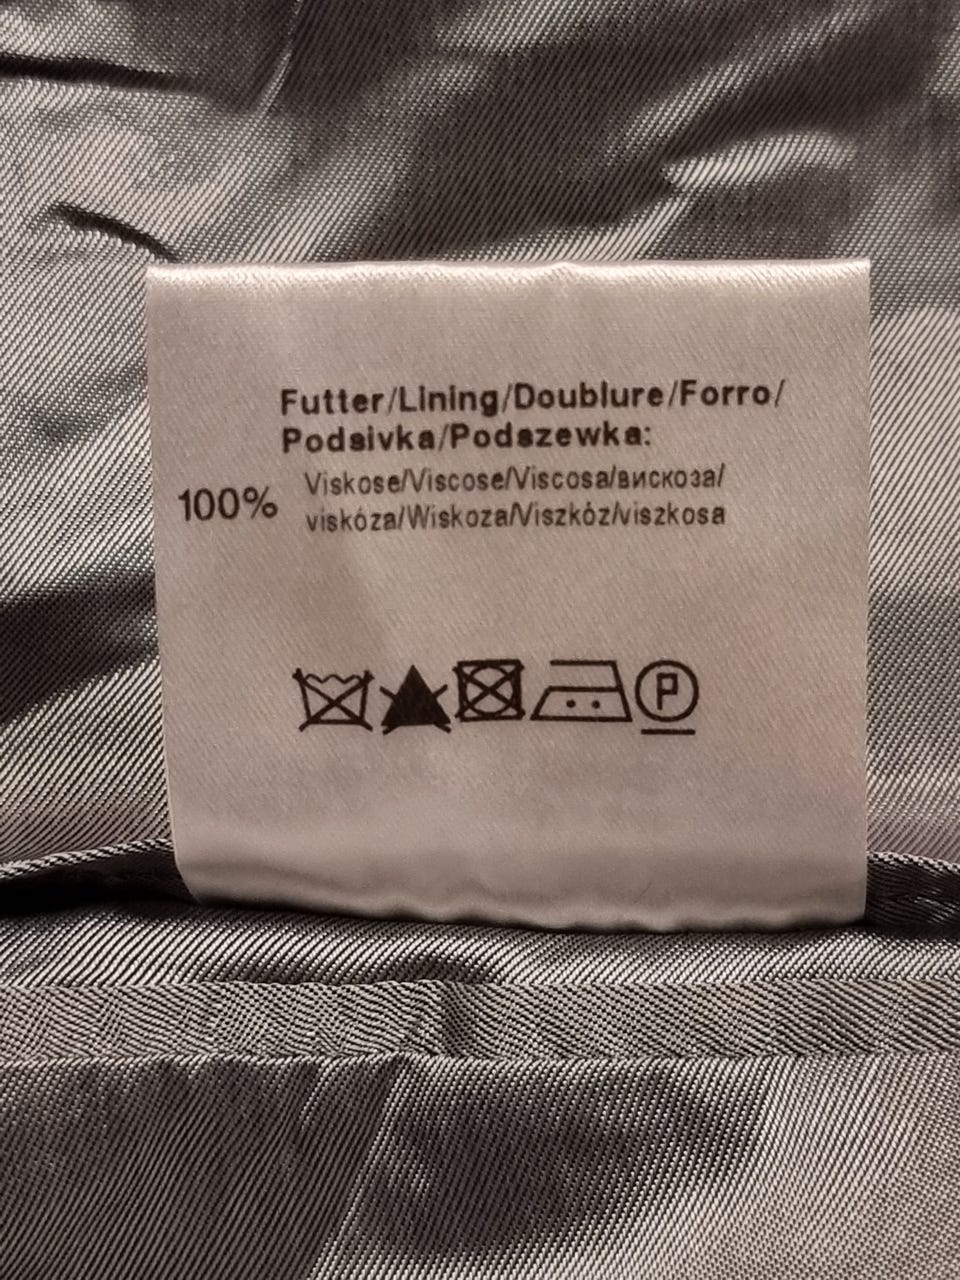 Futter/Lining/Doublure/Forro/
Podsivka/Podszewka:
100% Viskose/Viscose/Viscosa/вискоза/
viskóza/Wiskoza/Viszkóz/viszkosa
P